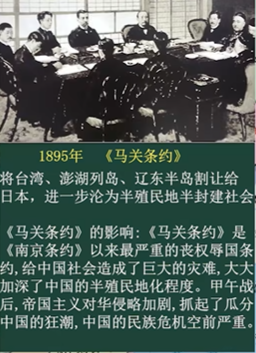 1895年 《马关条约》
将台湾、澎湖列岛、辽东半岛割让给
日本，进一步沦为半殖民地半封建社会
《马关条约》的影响:《马关条约》是
《南京条约》以来最严重的丧权辱国条
约,给中国社会造成了巨大的灾难,大大
加深了中国的半殖民地化程度。甲午战
后,帝国主义对华侵略加剧,抓起了瓜分
中国的狂潮,中国的民族危机空前严重。